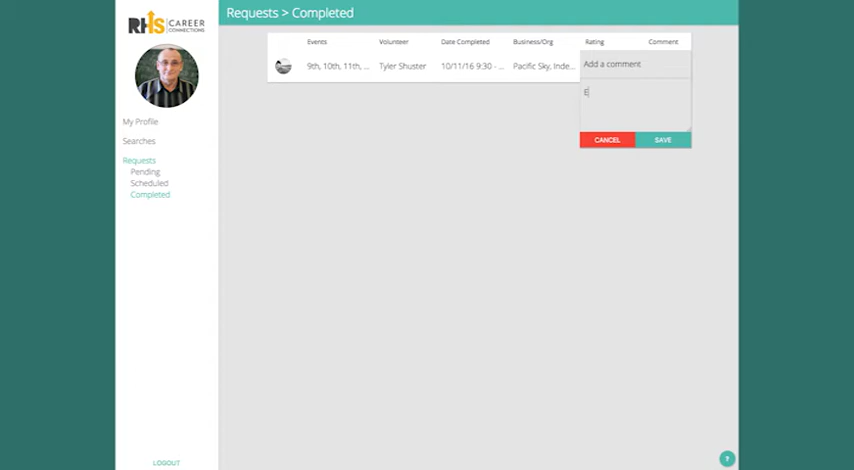 RHS CAREER CONNECTIONS
Requests > Completed
Events Volunteer Date Completed Business/Org Rating Comment
9th, 10th, 11th, ... Tyler Shuster 10/11/16 9:30 - ... Pacific Sky, Inde... Add a comment
E
CANCEL SAVE
My Profile
Searches
Requests
Pending
Scheduled
Completed
LOGOUT
?